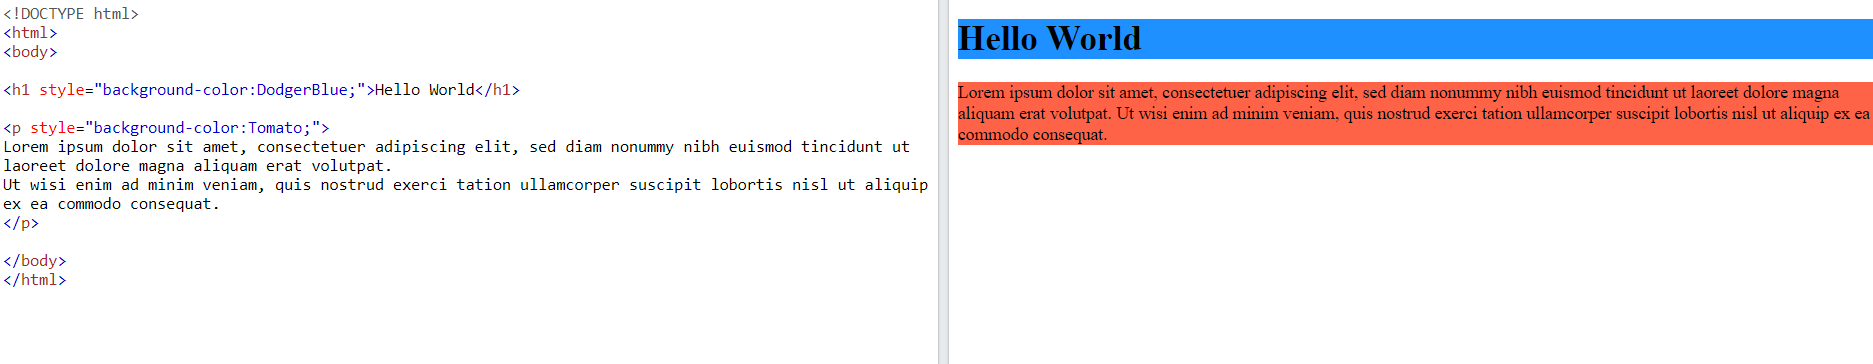 <!DOCTYPE html>
<html>
<body>
<h1 style="background-color:DodgerBlue;">Hello World</h1>
<p style="background-color:Tomato;">
Lorem ipsum dolor sit amet, consectetuer adipiscing elit, sed diam nonummy nibh euismod tincidunt ut
laoreet dolore magna aliquam erat volutpat.
Ut wisi enim ad minim veniam, quis nostrud exerci tation ullamcorper suscipit lobortis nisl ut aliquip
ex ea commodo consequat.
</p>
</body>
</html>
Hello World
Lorem ipsum dolor sit amet, consectetuer adipiscing elit, sed diam nonummy nibh euismod tincidunt ut laoreet dolore magna
aliquam erat volutpat. Ut wisi enim ad minim veniam, quis nostrud exerci tation ullamcorper suscipit lobortis nisl ut aliquip ex ea
commodo consequat.